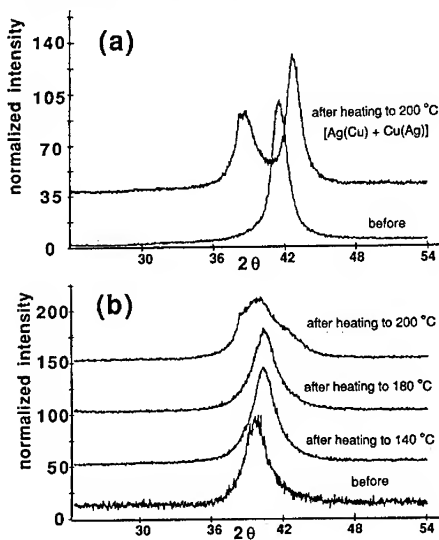 (a)
normalized intensity
140
105
70
35
0
after heating to 200 °C
[Ag(Cu) + Cu(Ag)]
before
30
36
2θ
42
48
54
(b)
normalized intensity
200
150
100
50
0
after heating to 200 °C
after heating to 180 °C
after heating to 140 °C
before
30
36
2θ
42
48
54